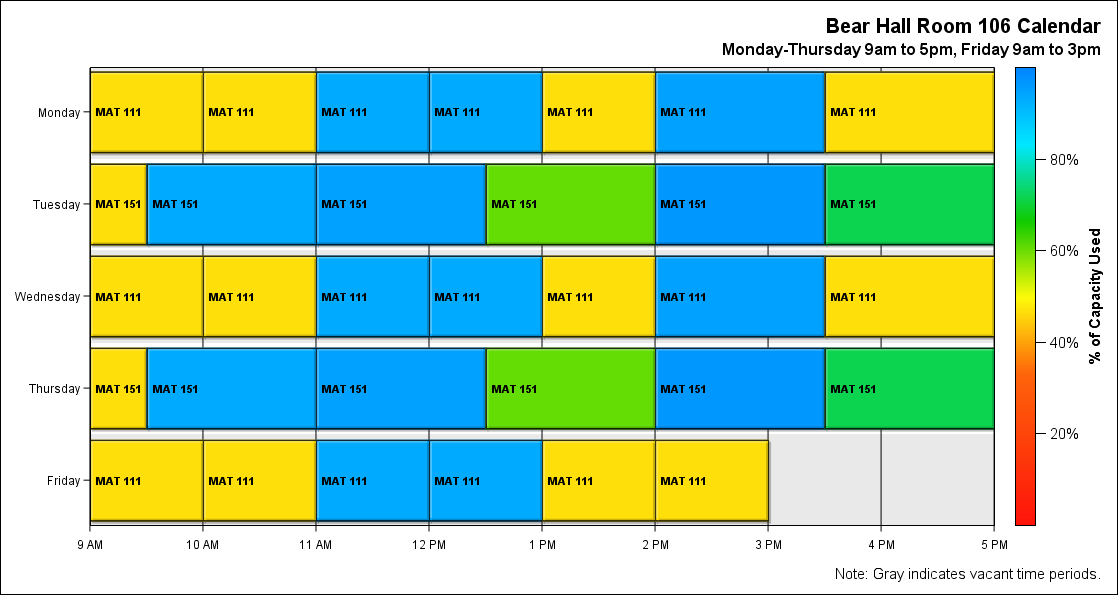 Bear Hall Room 106 Calendar
Monday-Thursday 9am to 5pm, Friday 9am to 3pm
Monday
MAT 111 MAT 111 MAT 111 MAT 111 MAT 111 MAT 111 MAT 111
Tuesday
MAT 151 MAT 151 MAT 151 MAT 151 MAT 151 MAT 151
Wednesday
MAT 111 MAT 111 MAT 111 MAT 111 MAT 111 MAT 111 MAT 111
Thursday
MAT 151 MAT 151 MAT 151 MAT 151 MAT 151 MAT 151
Friday
MAT 111 MAT 111 MAT 111 MAT 111 MAT 111 MAT 111
9 AM 10 AM 11 AM 12 PM 1 PM 2 PM 3 PM 4 PM 5 PM
80%
60%
40%
20%
% of Capacity Used
Note: Gray indicates vacant time periods.